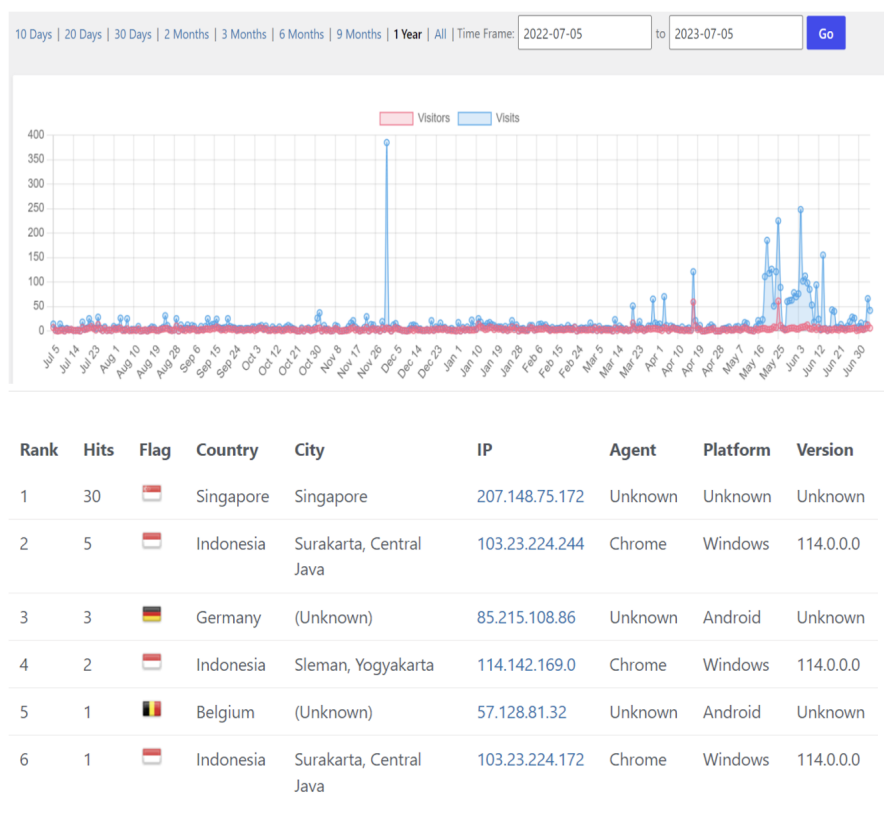 10 Days | 20 Days | 30 Days | 2 Months | 3 Months | 6 Months | 9 Months | 1 Year | All | Time Frame: 2022-07-05 to 2023-07-05 Go
Visitors Visits
400
350
300
250
200
150
100
50
0
Jul 5 Jul 14 Jul 23 Aug 1 Aug 10 Aug 19 Aug 28 Sep 6 Sep 15 Sep 24 Oct 3 Oct 12 Oct 21 Oct 30 Nov 8 Nov 17 Nov 26 Dec 5 Dec 14 Dec 23 Jan 1 Jan 10 Jan 19 Jan 28 Feb 6 Feb 15 Feb 24 Mar 5 Mar 14 Mar 23 Apr 1 Apr 10 Apr 19 Apr 28 May 7 May 16 May 25 Jun 3 Jun 12 Jun 21 Jun 30
Rank Hits Flag Country City IP Agent Platform Version
1 30 Singapore Singapore 207.148.75.172 Unknown Unknown Unknown
2 5 Indonesia Surakarta, Central 103.23.224.244 Chrome Windows 114.0.0.0
Java
3 3 Germany (Unknown) 85.215.108.86 Unknown Android Unknown
4 2 Indonesia Sleman, Yogyakarta 114.142.169.0 Chrome Windows 114.0.0.0
5 1 Belgium (Unknown) 57.128.81.32 Unknown Android Unknown
6 1 Indonesia Surakarta, Central 103.23.224.172 Chrome Windows 114.0.0.0
Java